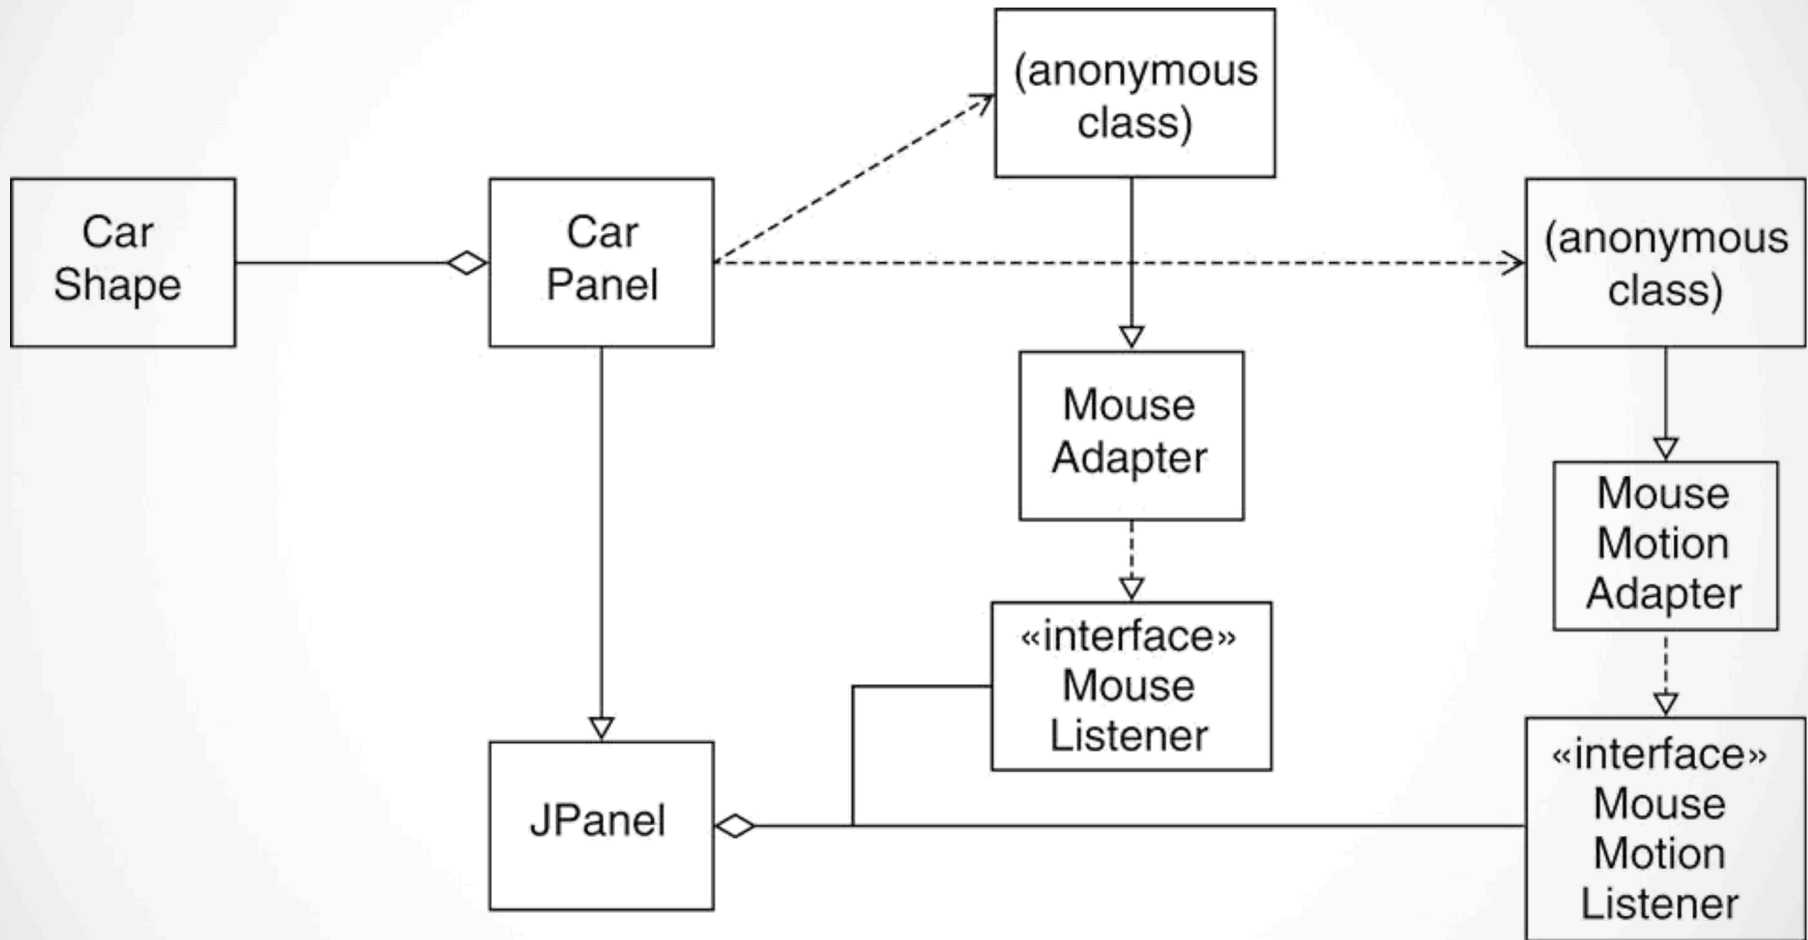 (anonymous
class)
Car
Shape
Car
Panel
(anonymous
class)
Mouse
Adapter
Mouse
Motion
Adapter
«interface»
Mouse
Listener
JPanel
«interface»
Mouse
Motion
Listener